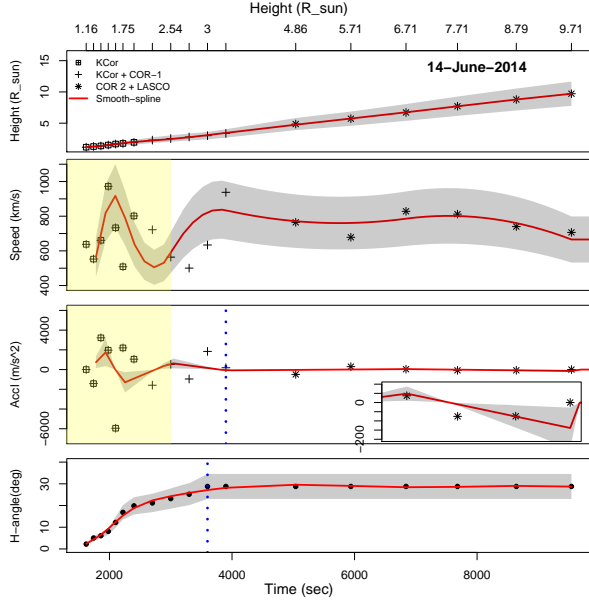 Height (R_sun)
1.16 1.75 2.54 3 4.86 5.71 6.71 7.71 8.79 9.71
Height (R_sun)
15
10
5
KCor
KCor + COR-1
COR 2 + LASCO
Smooth-spline
14-June-2014
Speed (km/s)
1000
800
600
400
Accl (m/s^2)
4000
0
-6000
0
-200
H-angle(deg)
30
10
0
2000 4000 6000 8000
Time (sec)